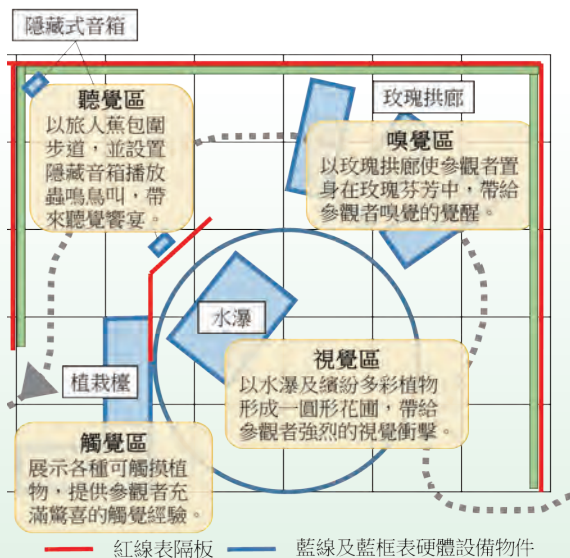 隱藏式音箱
聽覺區
以旅人蕉包圍
步道，並設置
隱藏音箱播放
蟲鳴鳥叫，帶
來聽覺饗宴。
玫瑰拱廊
嗅覺區
以玫瑰拱廊使參觀者置
身在玫瑰芬芳中，帶給
參觀者嗅覺的覺醒。
水瀑
視覺區
以水瀑及繽紛多彩植物
形成一圓形花圃，帶給
參觀者強烈的視覺衝擊。
植栽檯
觸覺區
展示各種可觸摸植
物，提供參觀者充
滿驚喜的觸覺經驗。
紅線表隔板
藍線及藍框表硬體設備物件